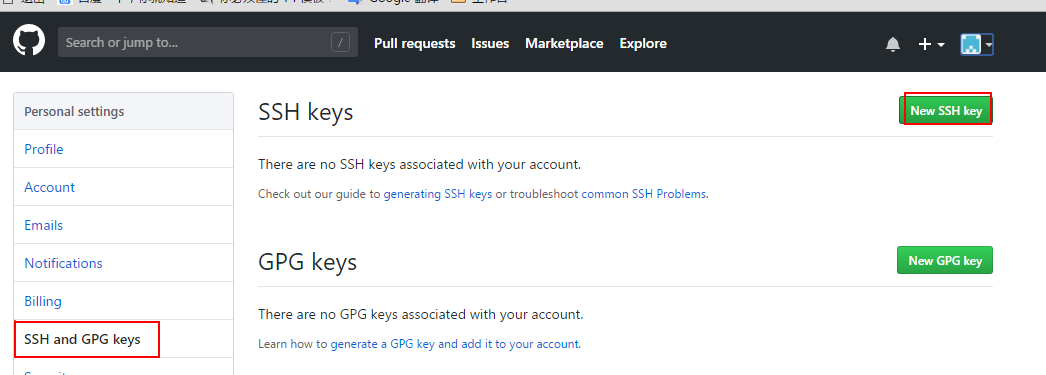 Search or jump to...
/
Pull requests
Issues
Marketplace
Explore
Personal settings
Profile
Account
Emails
Notifications
Billing
SSH and GPG keys
SSH keys
New SSH key
There are no SSH keys associated with your account.
Check out our guide to generating SSH keys or troubleshoot common SSH Problems.
GPG keys
New GPG key
There are no GPG keys associated with your account.
Learn how to generate a GPG key and add it to your account.